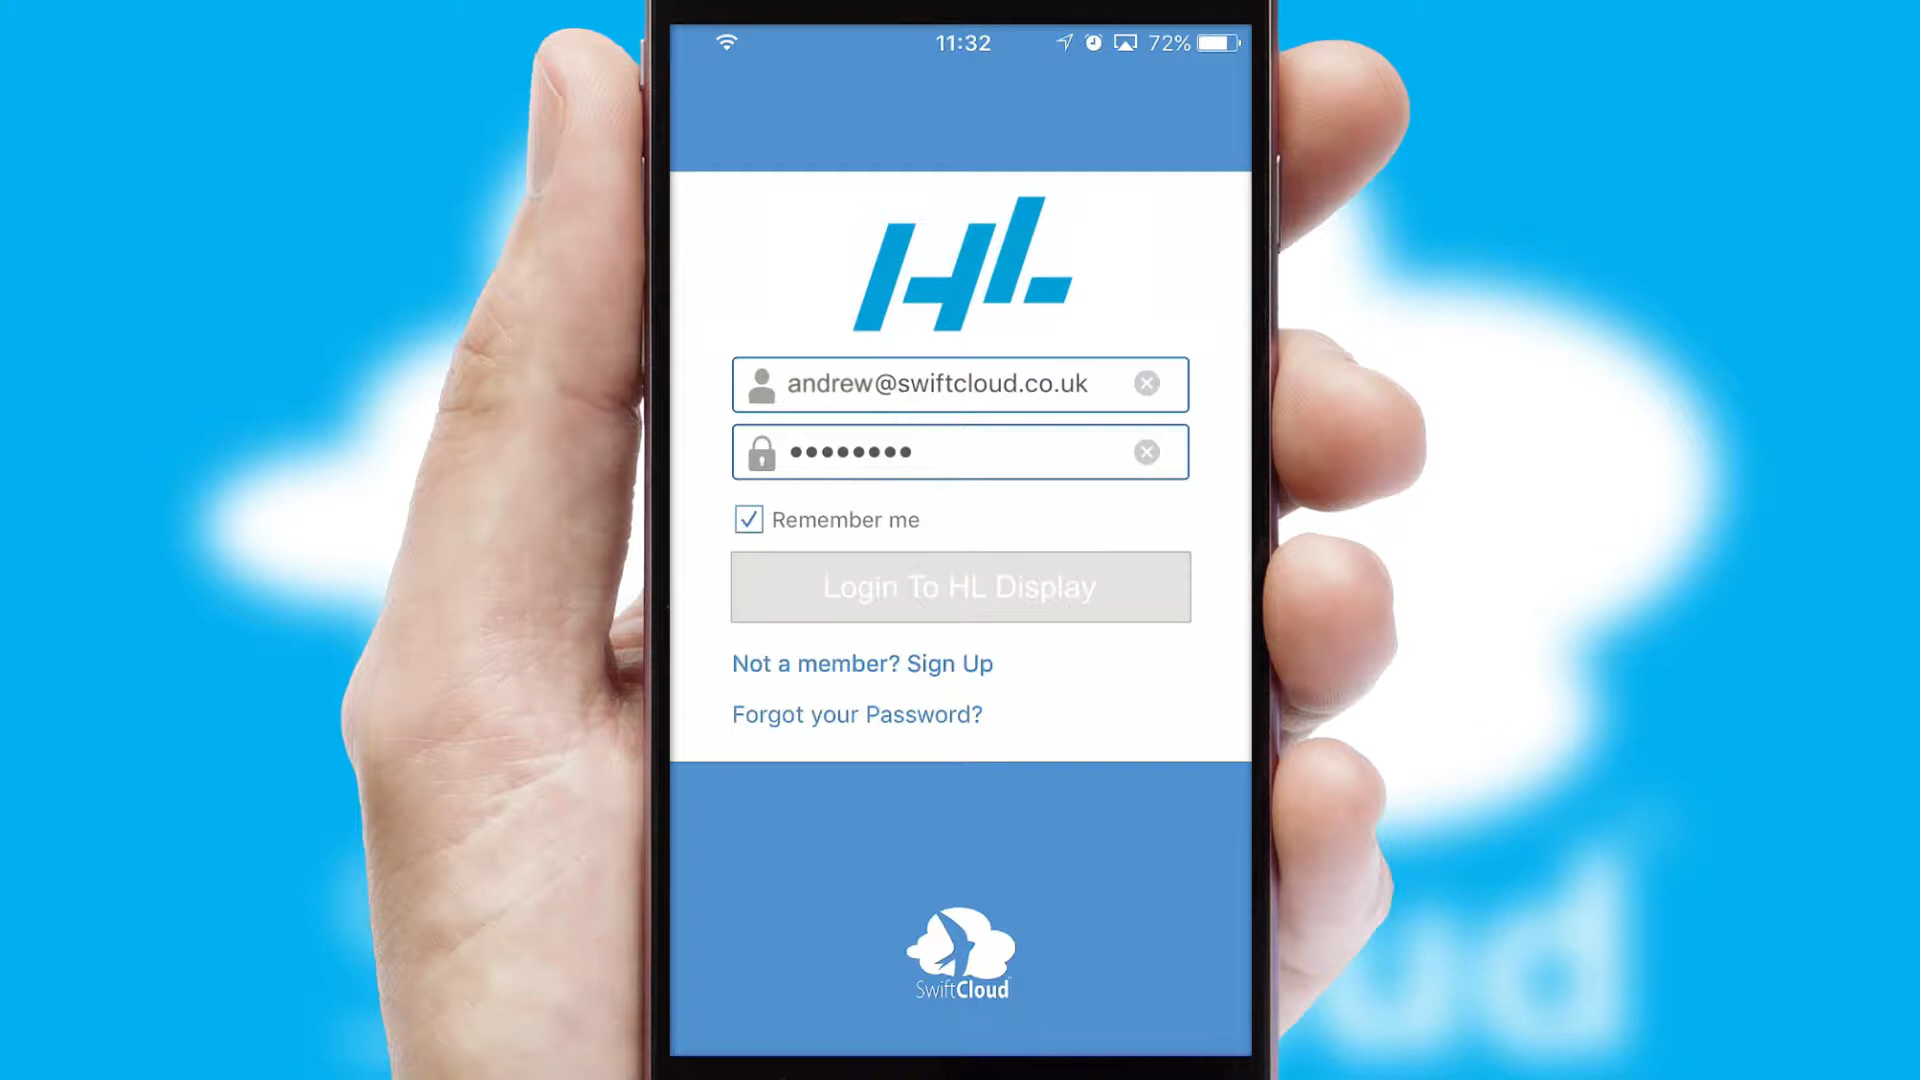 11:32
72%
HL
andrew@swiftcloud.co.uk
Remember me
Login To HL Display
Not a member? Sign Up
Forgot your Password?
SwiftCloud
ud